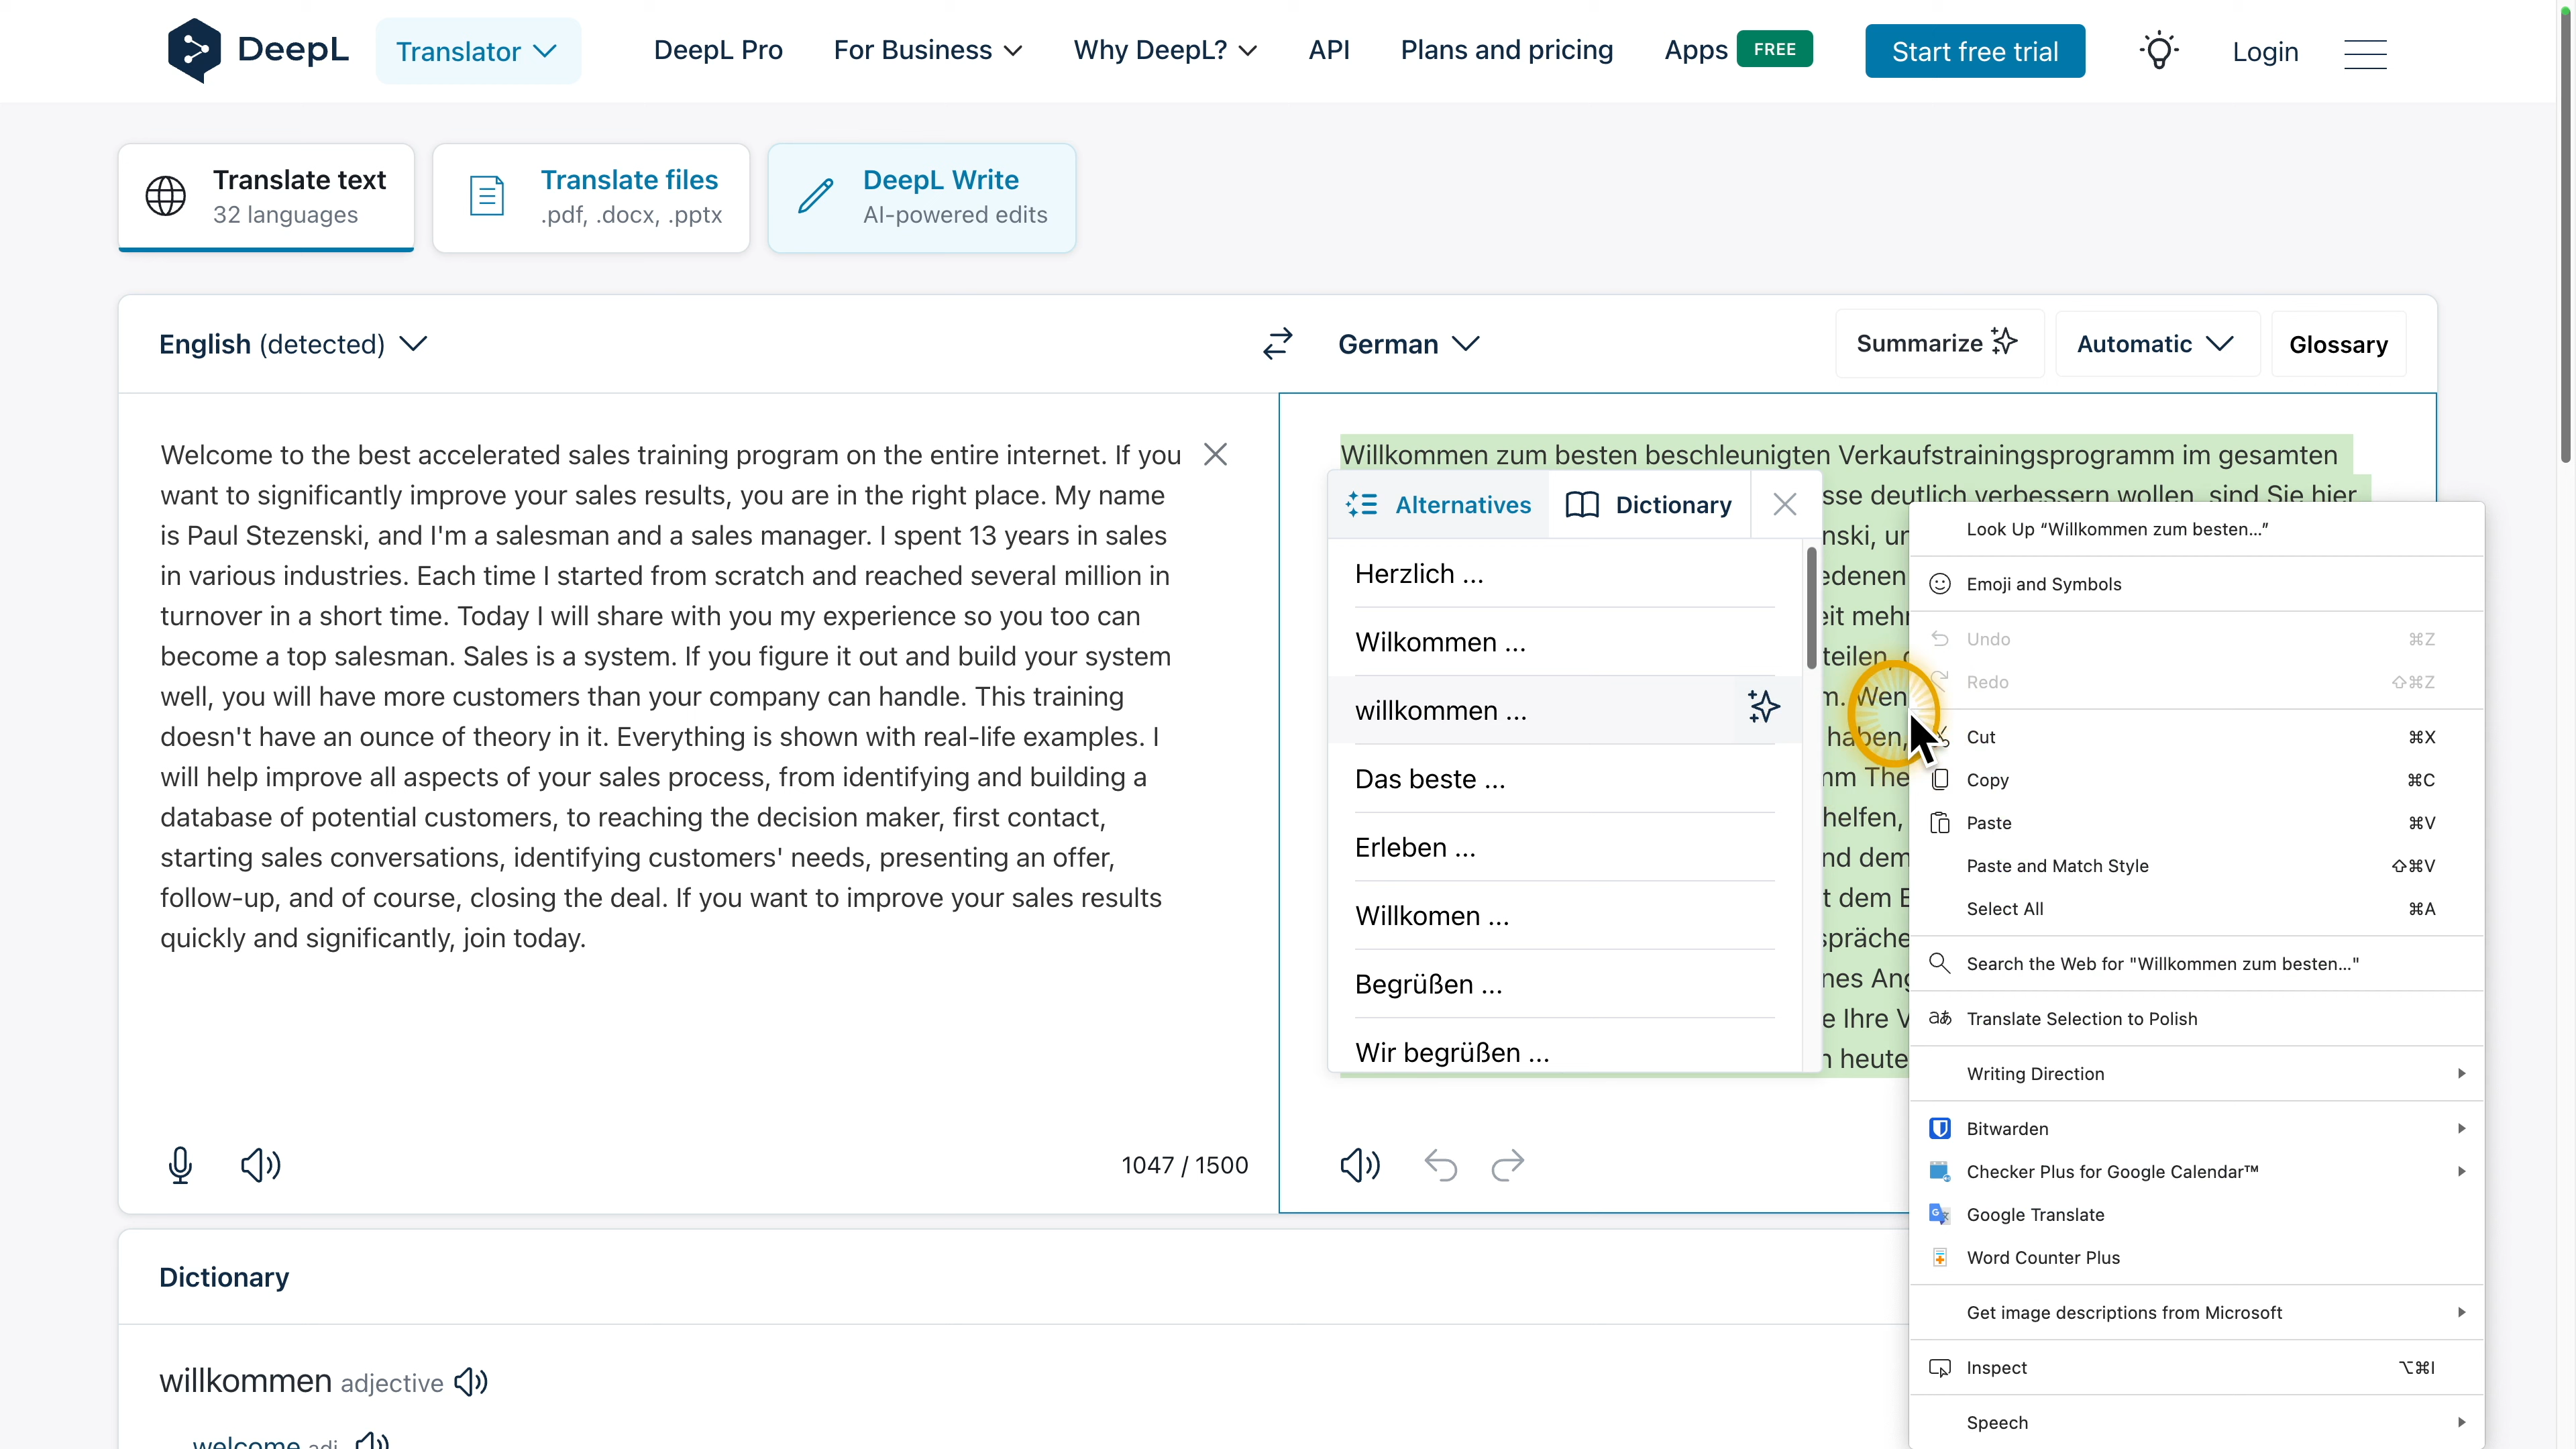 DeepL
Translator
DeepL Pro
For Business
Why DeepL?
API
Plans and pricing
Apps
FREE
Start free trial
Login
Translate text
32 languages
Translate files
.pdf, .docx, .pptx
DeepL Write
AI-powered edits
English (detected)
German
Summarize
Automatic
Glossary
Welcome to the best accelerated sales training program on the entire internet. If you
want to significantly improve your sales results, you are in the right place. My name
is Paul Stezenski, and I'm a salesman and a sales manager. I spent 13 years in sales
in various industries. Each time I started from scratch and reached several million in
turnover in a short time. Today I will share with you my experience so you too can
become a top salesman. Sales is a system. If you figure it out and build your system
well, you will have more customers than your company can handle. This training
doesn't have an ounce of theory in it. Everything is shown with real-life examples. I
will help improve all aspects of your sales process, from identifying and building a
database of potential customers, to reaching the decision maker, first contact,
starting sales conversations, identifying customers' needs, presenting an offer,
follow-up, and of course, closing the deal. If you want to improve your sales results
quickly and significantly, join today.
1047 / 1500
Willkommen zum besten beschleunigten Verkaufstrainingsprogramm im gesamten
deutlich verbessern wollen, sind Sie hier
teilen,
haben,
helfen,
dem
Ihre
heute
Alternatives
Dictionary
Herzlich ...
Wilkommen ...
willkommen ...
Das beste ...
Erleben ...
Willkomen ...
Begrüßen ...
Wir begrüßen ...
Look Up “Willkommen zum besten...”
Emoji and Symbols
Undo ⌘Z
Redo ⇧⌘Z
Cut ⌘X
Copy ⌘C
Paste ⌘V
Paste and Match Style ⇧⌘V
Select All ⌘A
Search the Web for "Willkommen zum besten..."
Translate Selection to Polish
Writing Direction
Bitwarden
Checker Plus for Google Calendar™
Google Translate
Word Counter Plus
Get image descriptions from Microsoft
Inspect ⌥⌘I
Speech
Dictionary
willkommen adjective
welcome adj